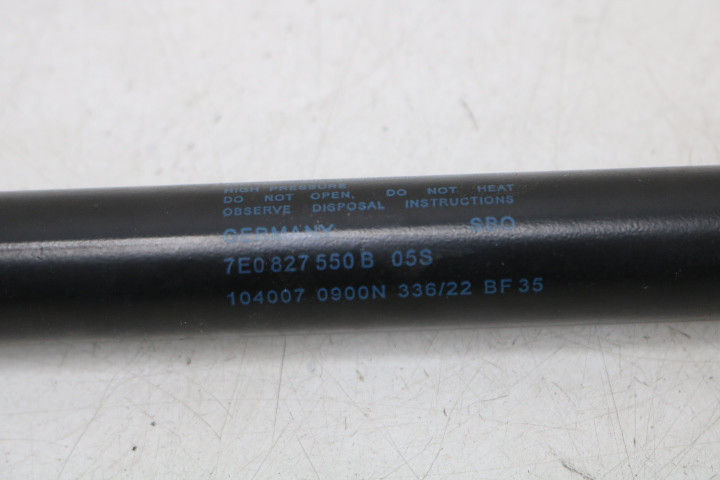 HIGH PRESSURE
DO NOT OPEN, DO NOT HEAT
OBSERVE DISPOSAL INSTRUCTIONS
GERMANY
7E0 827 550 B 05S
104007 0900N 336/22 BF 35